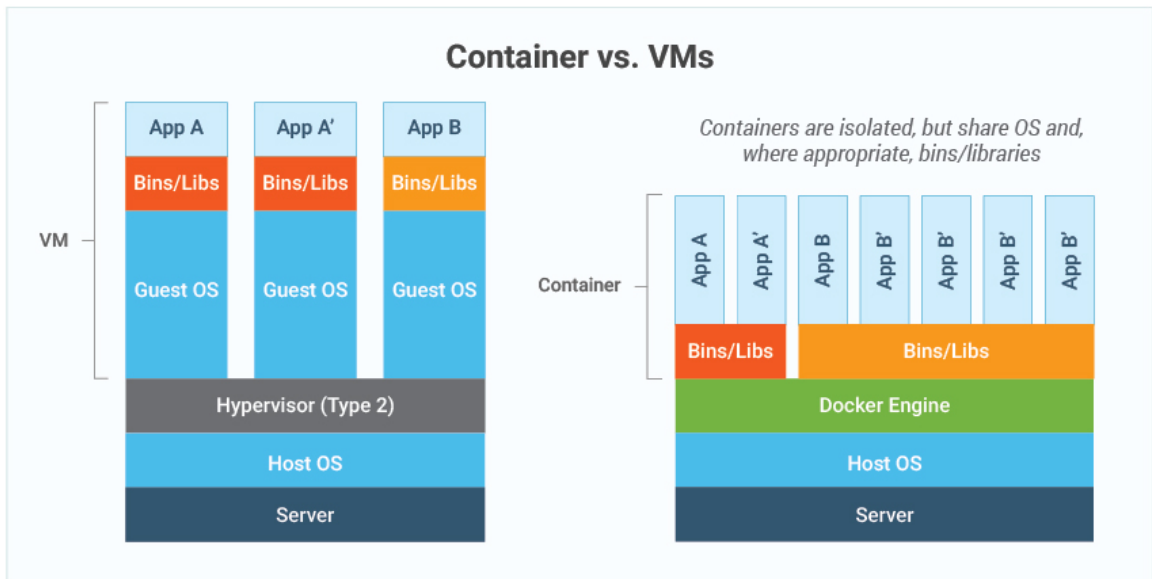 Container vs. VMs
App A
App A'
App B
Bins/Libs
Bins/Libs
Bins/Libs
VM
Guest OS
Guest OS
Guest OS
Hypervisor (Type 2)
Host OS
Server
Containers are isolated, but share OS and,
where appropriate, bins/libraries
Container
App A
App A'
App B
App B'
App B'
App B'
App B'
Bins/Libs
Bins/Libs
Docker Engine
Host OS
Server